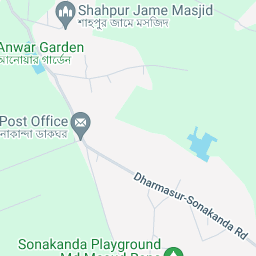 Shahpur Jame Masjid
শাহপুর জামে মসজিদ
Anwar Garden
আনোয়ার গার্ডেন
Post Office
নাকান্দা ডাকঘর
Dharmasur-Sonakanda Rd
Sonakanda Playground